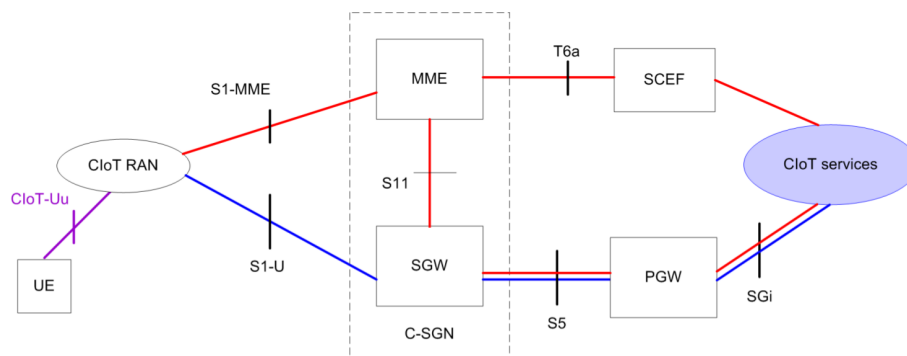 T6a
MME
SCEF
S1-MME
CIoT RAN
CIoT services
S11
CIoT-Uu
S1-U
SGW
PGW
UE
SGi
S5
C-SGN